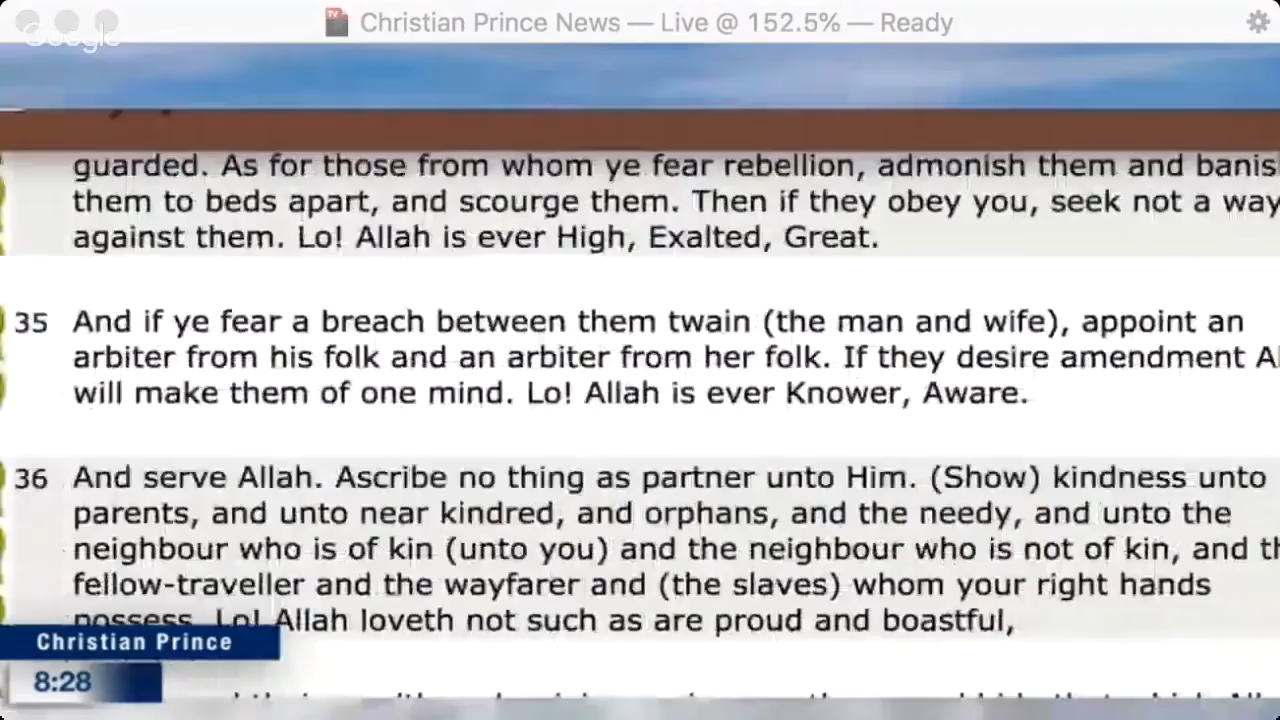 Christian Prince News — Live @ 152.5% — Ready
Google
guarded. As for those from whom ye fear rebellion, admonish them and banis
them to beds apart, and scourge them. Then if they obey you, seek not a way
against them. Lo! Allah is ever High, Exalted, Great.
35 And if ye fear a breach between them twain (the man and wife), appoint an
arbiter from his folk and an arbiter from her folk. If they desire amendment Al
will make them of one mind. Lo! Allah is ever Knower, Aware.
36 And serve Allah. Ascribe no thing as partner unto Him. (Show) kindness unto
parents, and unto near kindred, and orphans, and the needy, and unto the
neighbour who is of kin (unto you) and the neighbour who is not of kin, and th
fellow-traveller and the wayfarer and (the slaves) whom your right hands
possess. Lo! Allah loveth not such as are proud and boastful,
Christian Prince
8:28